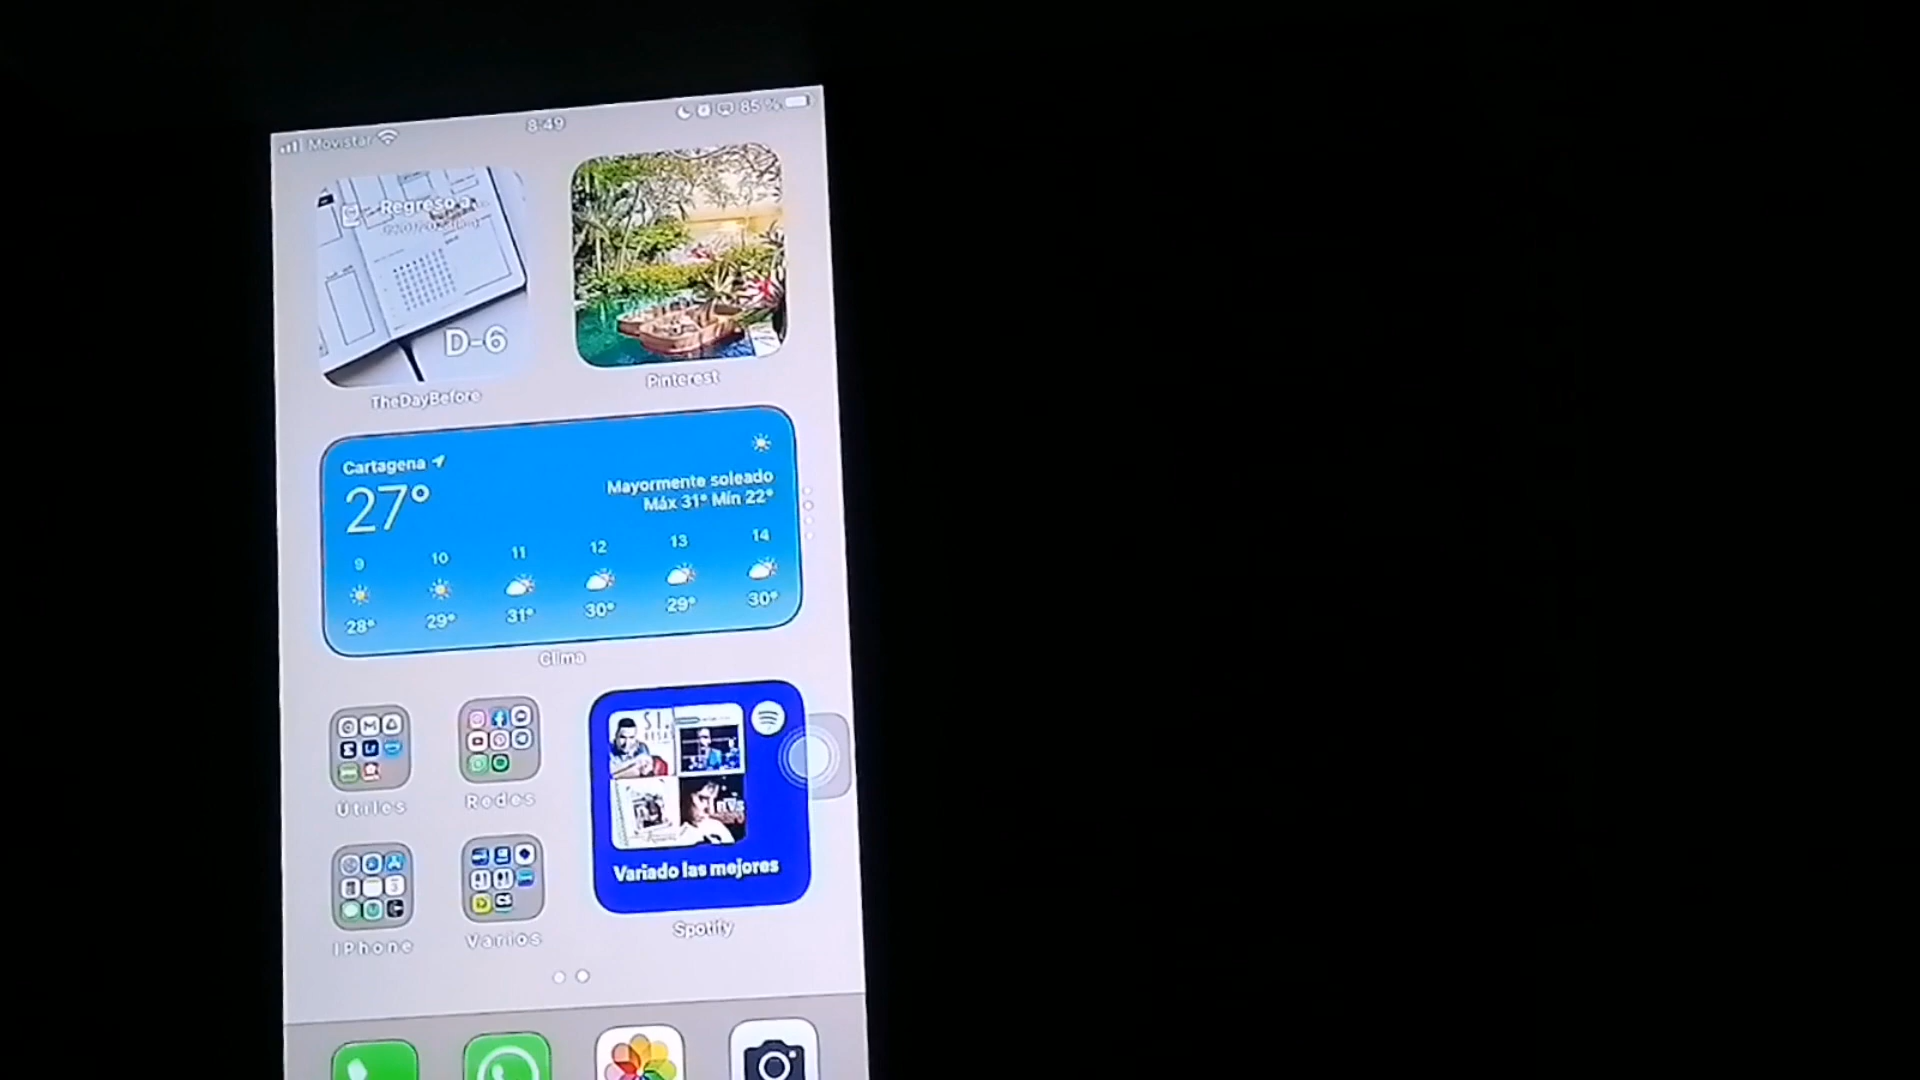 Movistar
8:49
85 %
Regreso a...
D-6
TheDayBefore
Pinterest
Cartagena
27°
Mayormente soleado
Máx 31° Mín 22°
9 10 11 12 13 14
28° 29° 31° 30° 29° 30°
Clima
Útiles
Redes
Variado las mejores
IPhone
Varios
Spotify